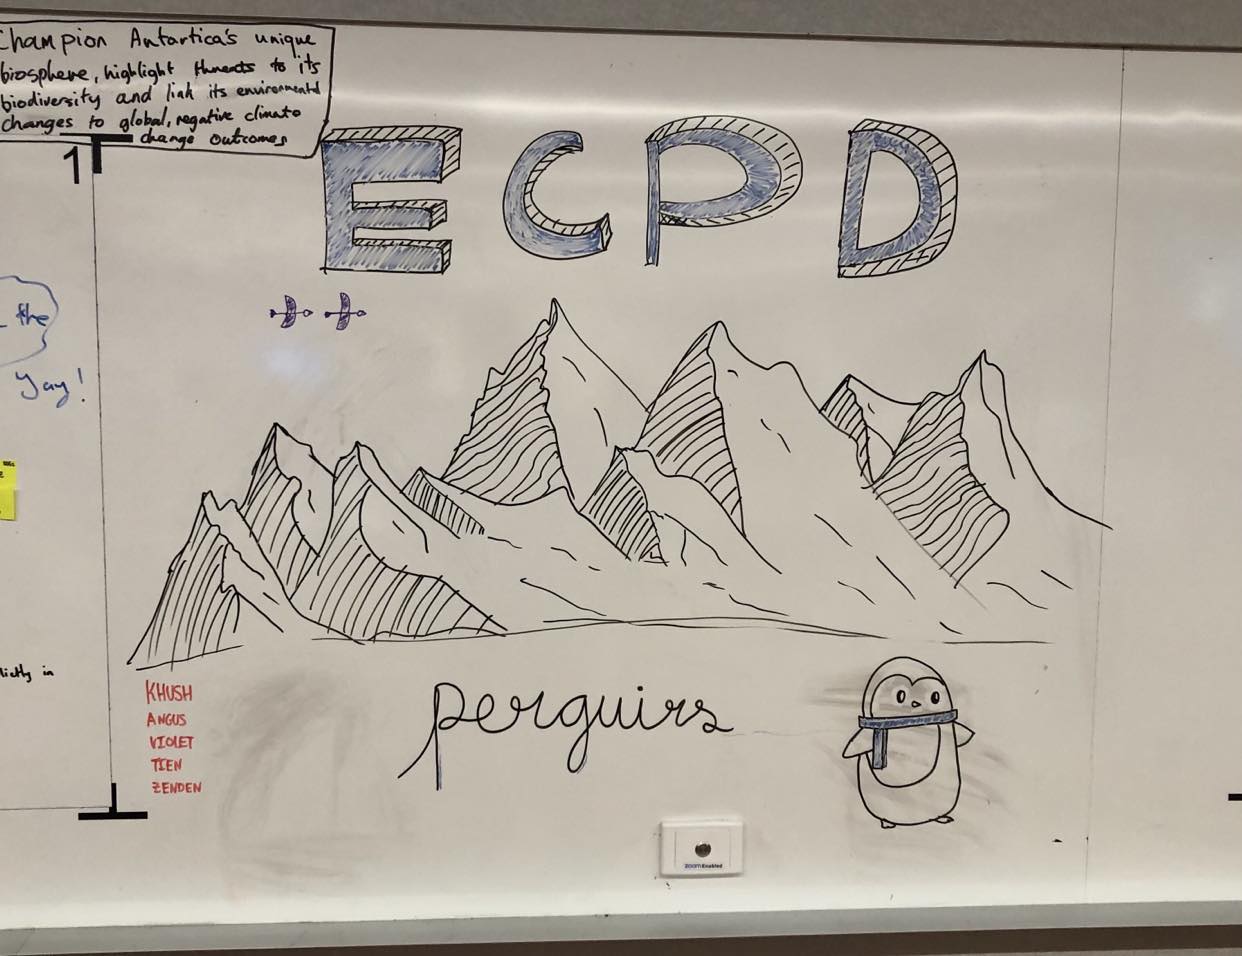 Champion Antartica's unique
biosphere, highlight threats to its
biodiversity and link its environmental
changes to global, negative climate
change outcomes
1
ECPD
the
Yay!
in
KHUSH
ANGUS
VIOLET
TIEN
ZENDEN
penguins
zoom Enabled